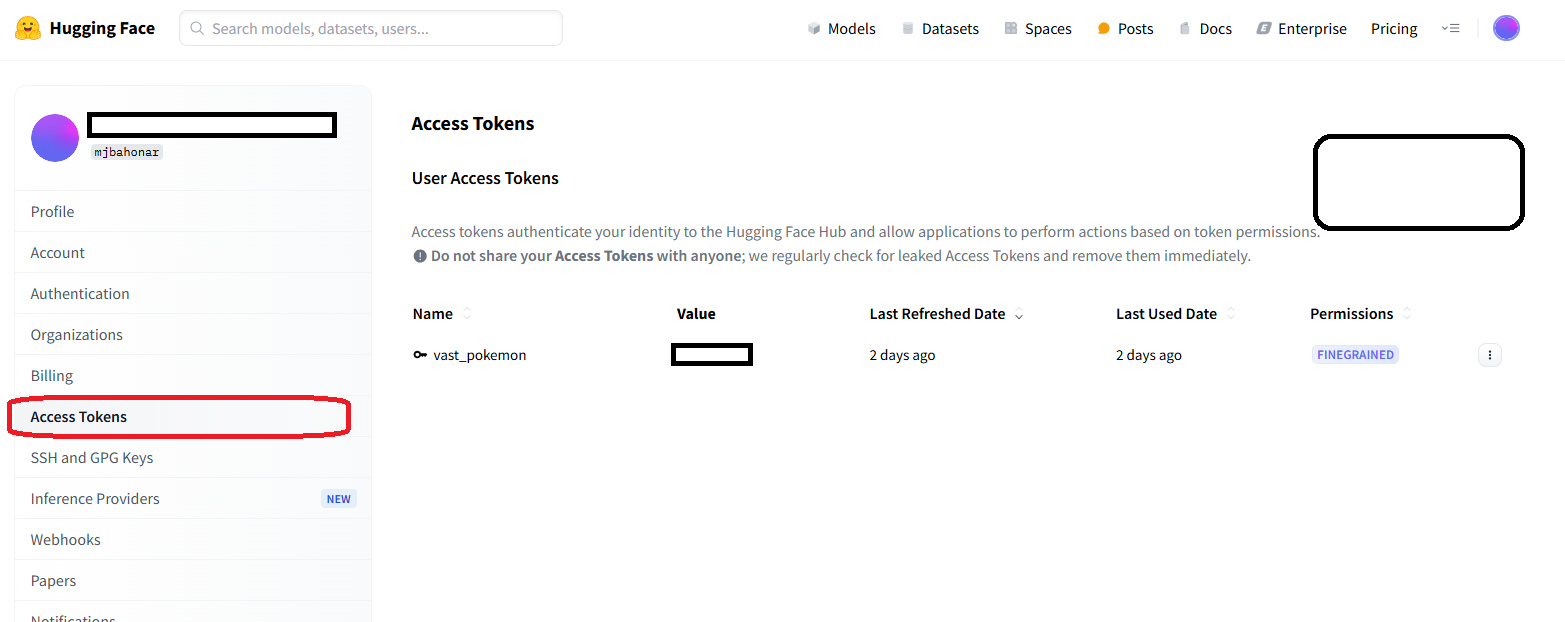 Hugging Face
Search models, datasets, users...
Models
Datasets
Spaces
Posts
Docs
Enterprise
Pricing
mjbahonar
Profile
Account
Authentication
Organizations
Billing
Access Tokens
SSH and GPG Keys
Inference Providers NEW
Webhooks
Papers
Notifications
Access Tokens
User Access Tokens
Access tokens authenticate your identity to the Hugging Face Hub and allow applications to perform actions based on token permissions.
Do not share your Access Tokens with anyone; we regularly check for leaked Access Tokens and remove them immediately.
Name Value Last Refreshed Date Last Used Date Permissions
vast_pokemon 2 days ago 2 days ago FINEGRAINED